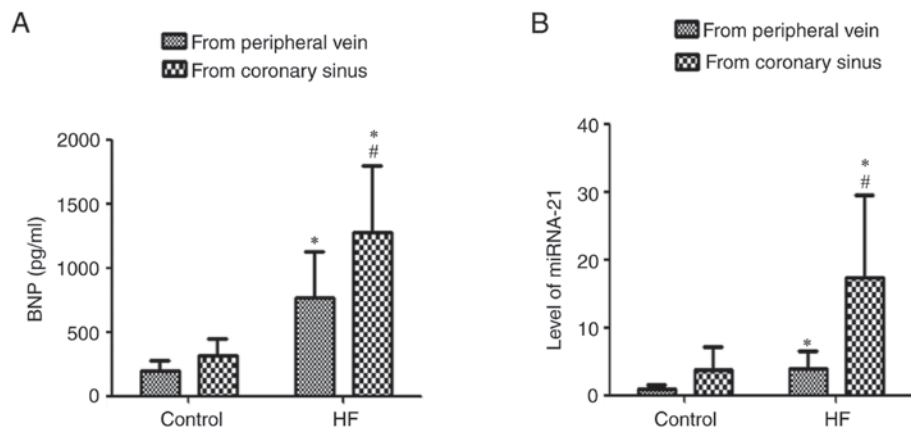 A
From peripheral vein
From coronary sinus
2000
1500
1000
500
0
BNP (pg/ml)
*
*
#
Control
HF
B
From peripheral vein
From coronary sinus
40
30
20
10
0
Level of miRNA-21
*
*
#
Control
HF